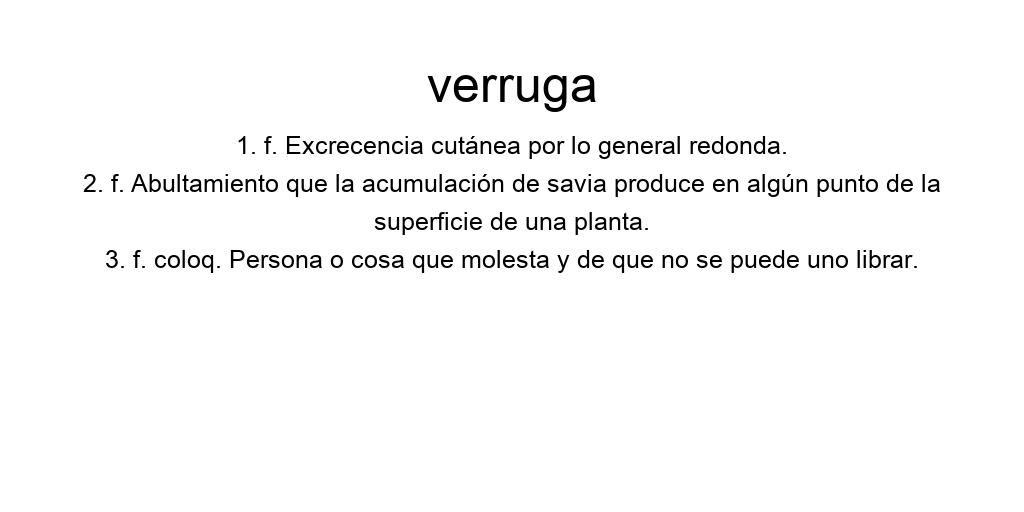 verruga
1. f. Excrecencia cutánea por lo general redonda.
2. f. Abultamiento que la acumulación de savia produce en algún punto de la
superficie de una planta.
3. f. coloq. Persona o cosa que molesta y de que no se puede uno librar.